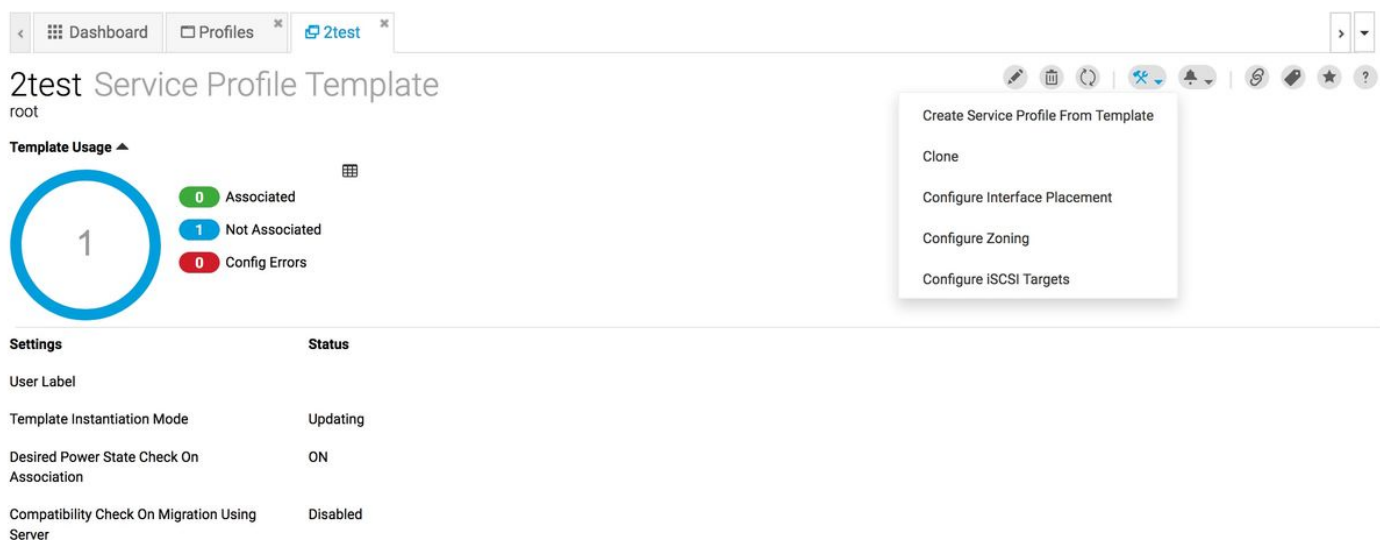 Dashboard
Profiles
2test
2test Service Profile Template
root
Template Usage
1
0 Associated
1 Not Associated
0 Config Errors
Create Service Profile From Template
Clone
Configure Interface Placement
Configure Zoning
Configure iSCSI Targets
Settings Status
User Label
Template Instantiation Mode Updating
Desired Power State Check On ON
Association
Compatibility Check On Migration Using Disabled
Server